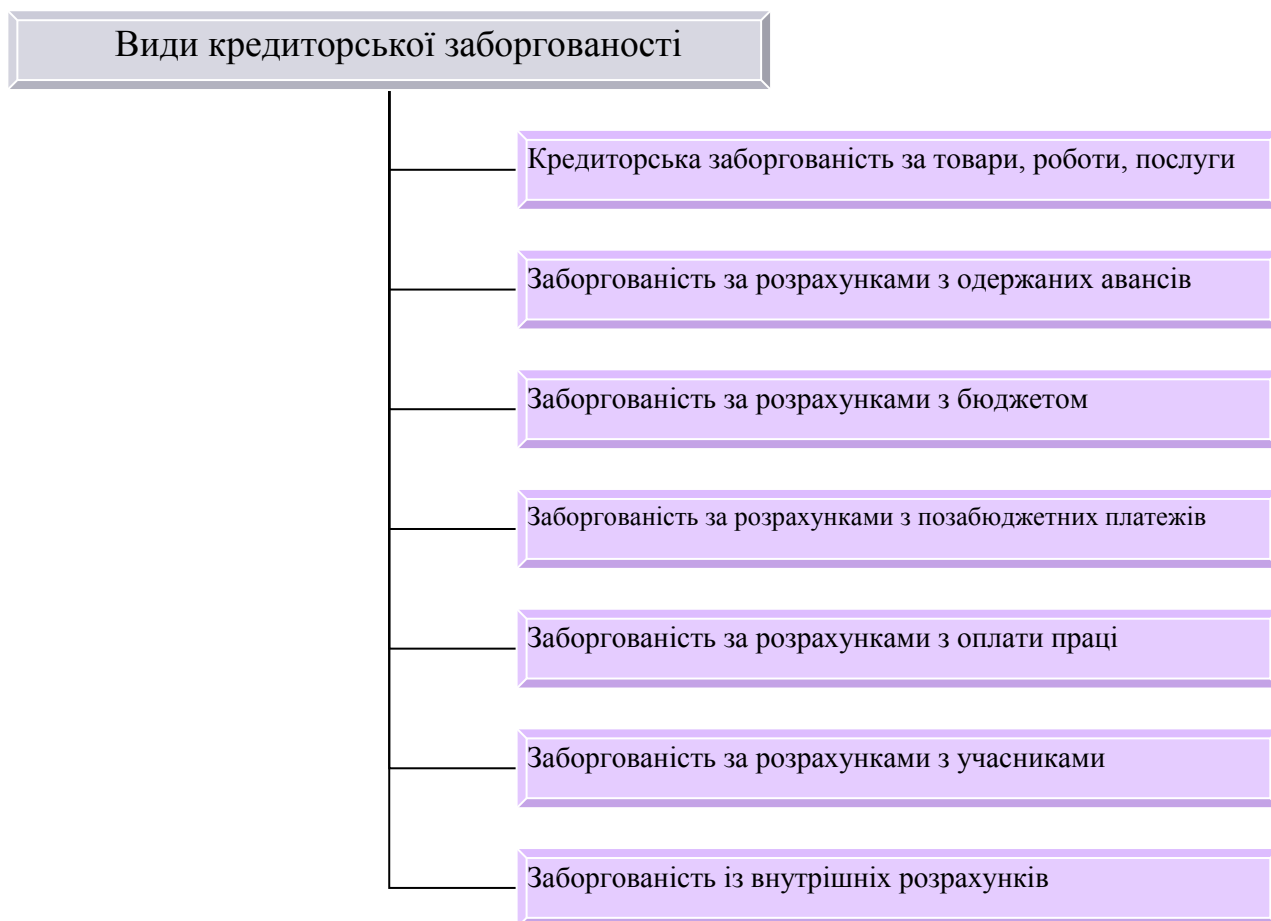 Види кредиторської заборгованості
Кредиторська заборгованість за товари, роботи, послуги
Заборгованість за розрахунками з одержаних авансів
Заборгованість за розрахунками з бюджетом
Заборгованість за розрахунками з позабюджетних платежів
Заборгованість за розрахунками з оплати праці
Заборгованість за розрахунками з учасниками
Заборгованість із внутрішніх розрахунків